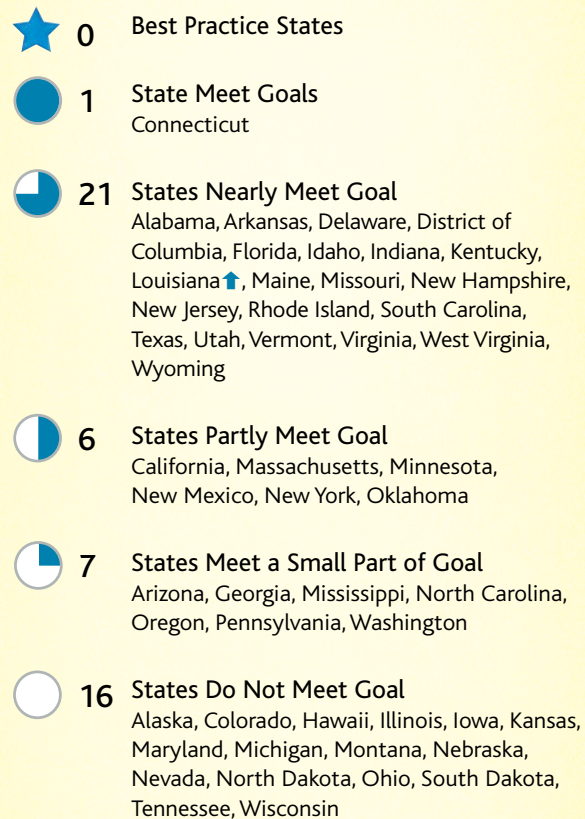 0 Best Practice States
1 State Meet Goals
Connecticut
21 States Nearly Meet Goal
Alabama, Arkansas, Delaware, District of
Columbia, Florida, Idaho, Indiana, Kentucky,
Louisiana⬆, Maine, Missouri, New Hampshire,
New Jersey, Rhode Island, South Carolina,
Texas, Utah, Vermont, Virginia, West Virginia,
Wyoming
6 States Partly Meet Goal
California, Massachusetts, Minnesota,
New Mexico, New York, Oklahoma
7 States Meet a Small Part of Goal
Arizona, Georgia, Mississippi, North Carolina,
Oregon, Pennsylvania, Washington
16 States Do Not Meet Goal
Alaska, Colorado, Hawaii, Illinois, Iowa, Kansas,
Maryland, Michigan, Montana, Nebraska,
Nevada, North Dakota, Ohio, South Dakota,
Tennessee, Wisconsin